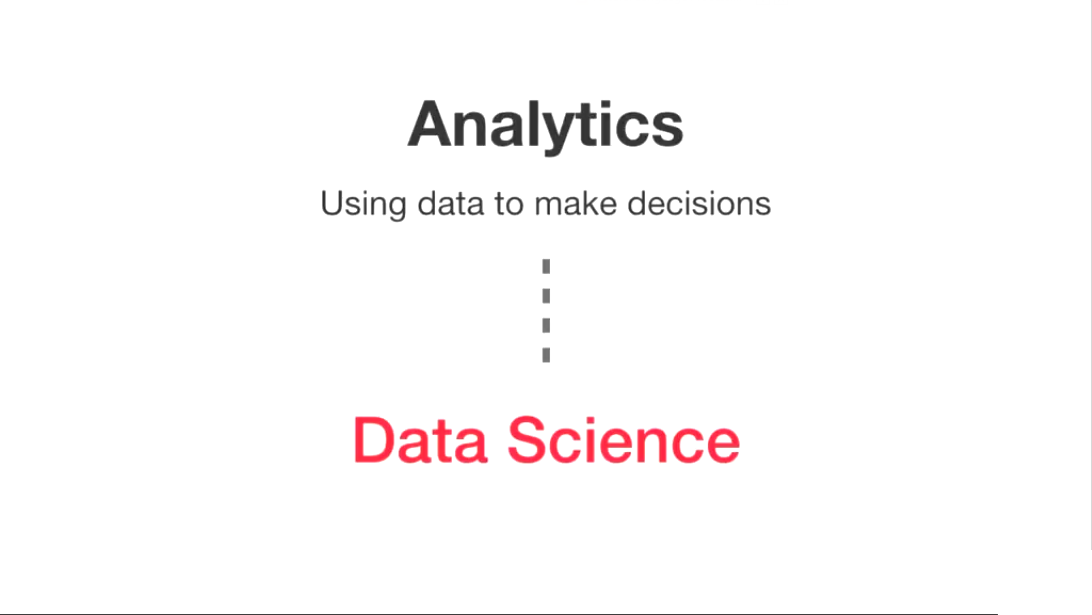 Analytics
Using data to make decisions
Data Science